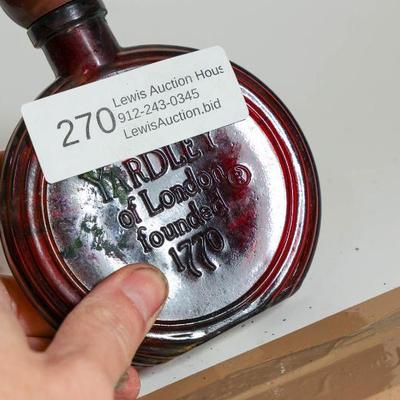 270
Lewis Auction Hous
912-243-0345
LewisAuction.bid
YARDLEY
of London
founded
1770